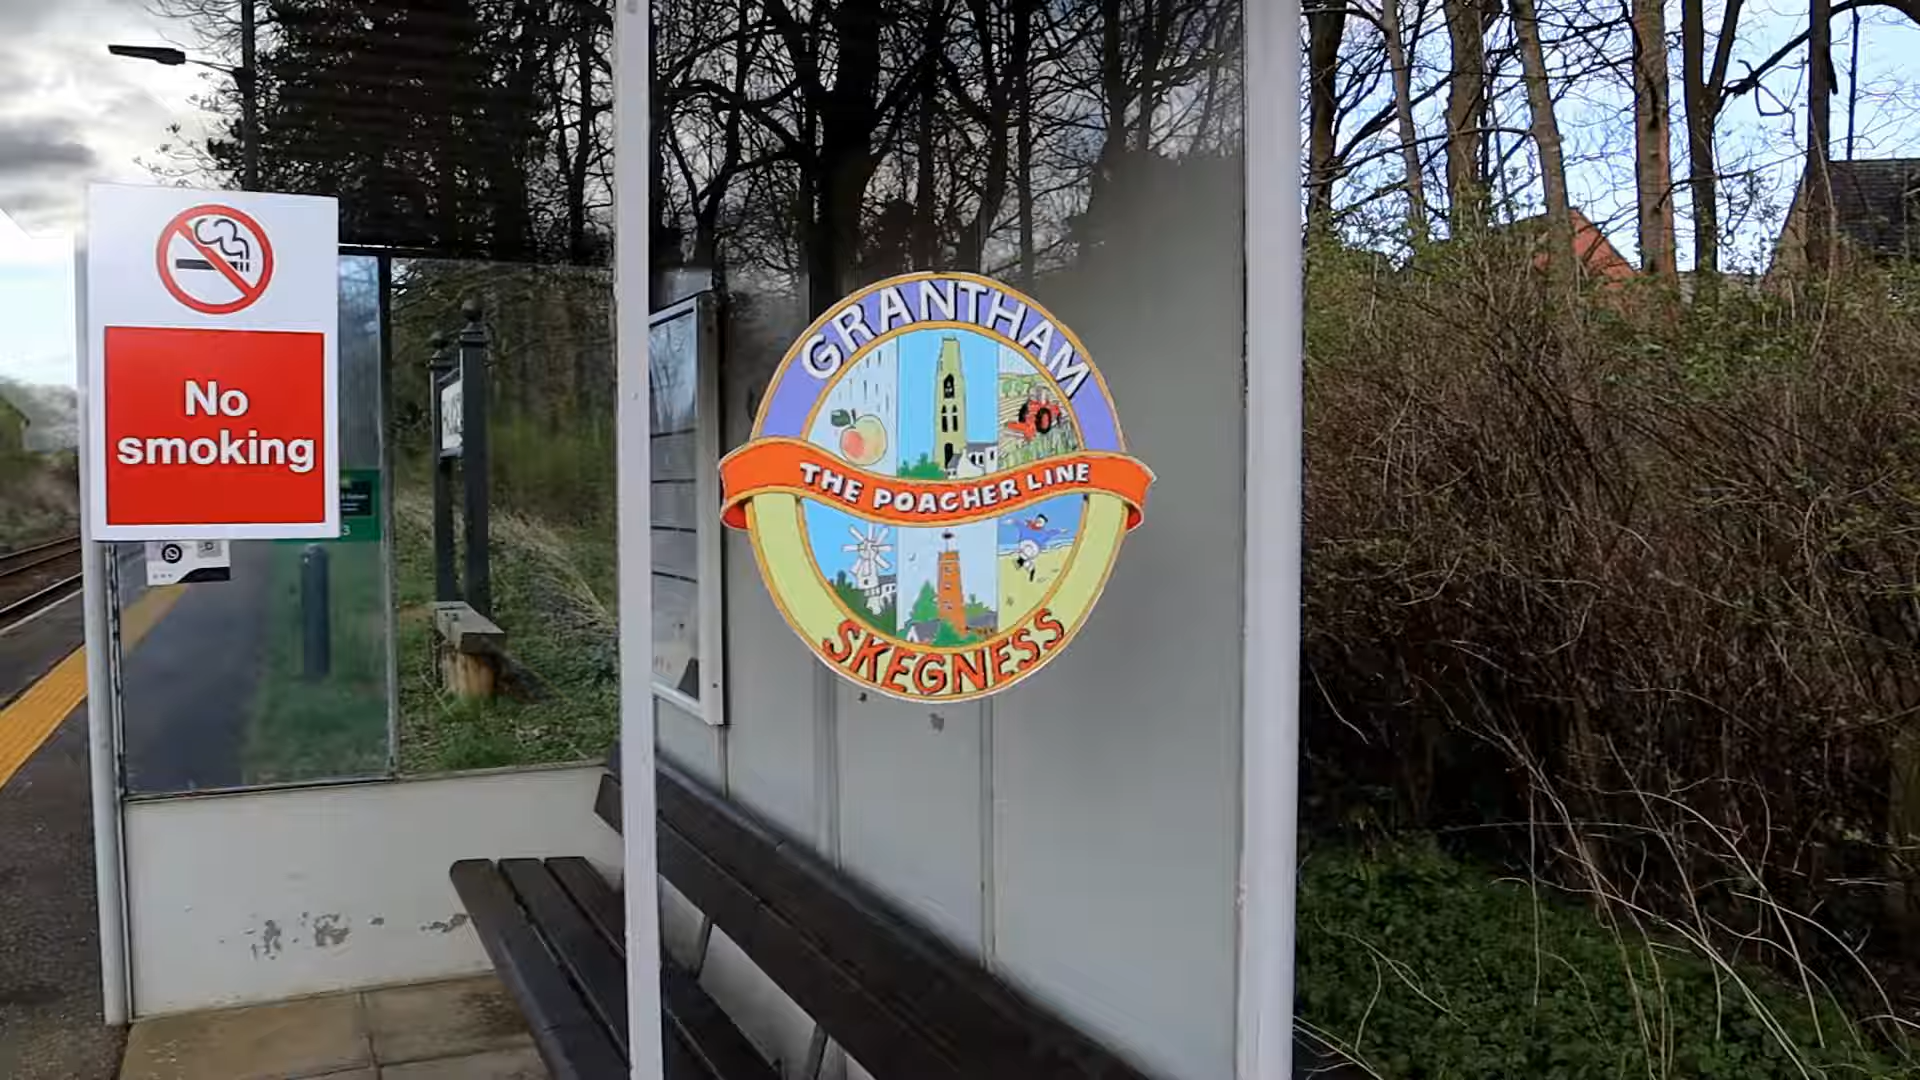 No
smoking
GRANTHAM
THE POACHER LINE
SKEGNESS